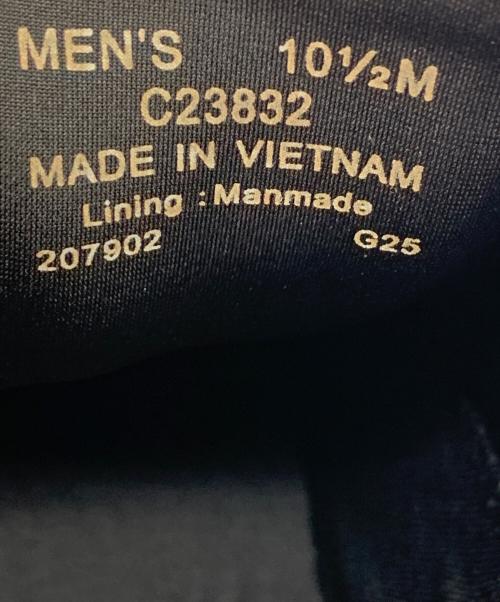 MEN'S 10½M
C23832
MADE IN VIETNAM
Lining : Manmade
207902 G25